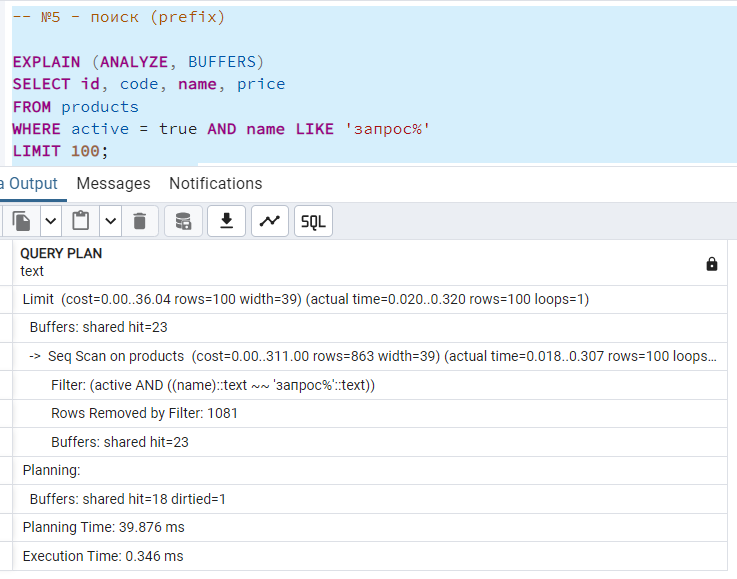 -- №5 - поиск (prefix)
EXPLAIN (ANALYZE, BUFFERS)
SELECT id, code, name, price
FROM products
WHERE active = true AND name LIKE 'запрос%'
LIMIT 100;
a Output Messages Notifications
SQL
QUERY PLAN
text
Limit (cost=0.00..36.04 rows=100 width=39) (actual time=0.020..0.320 rows=100 loops=1)
Buffers: shared hit=23
-> Seq Scan on products (cost=0.00..311.00 rows=863 width=39) (actual time=0.018..0.307 rows=100 loops...
Filter: (active AND ((name)::text ~~ 'запрос%'::text))
Rows Removed by Filter: 1081
Buffers: shared hit=23
Planning:
Buffers: shared hit=18 dirtied=1
Planning Time: 39.876 ms
Execution Time: 0.346 ms